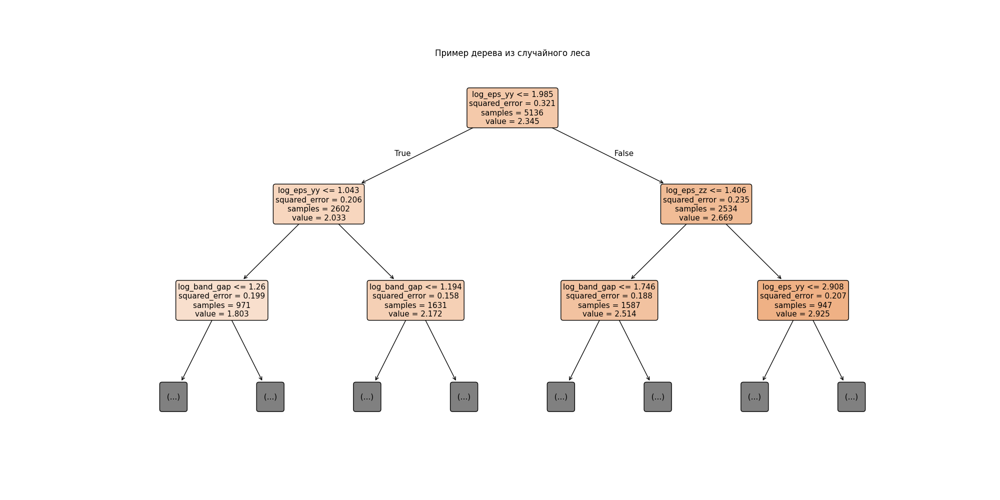 Пример дерева из случайного леса
log_eps_yy <= 1.985
squared_error = 0.321
samples = 5136
value = 2.345
True
False
log_eps_yy <= 1.043
squared_error = 0.206
samples = 2602
value = 2.033
log_eps_zz <= 1.406
squared_error = 0.235
samples = 2534
value = 2.669
log_band_gap <= 1.26
squared_error = 0.199
samples = 971
value = 1.803
log_band_gap <= 1.194
squared_error = 0.158
samples = 1631
value = 2.172
log_band_gap <= 1.746
squared_error = 0.188
samples = 1587
value = 2.514
log_eps_yy <= 2.908
squared_error = 0.207
samples = 947
value = 2.925
(...)
(...)
(...)
(...)
(...)
(...)
(...)
(...)